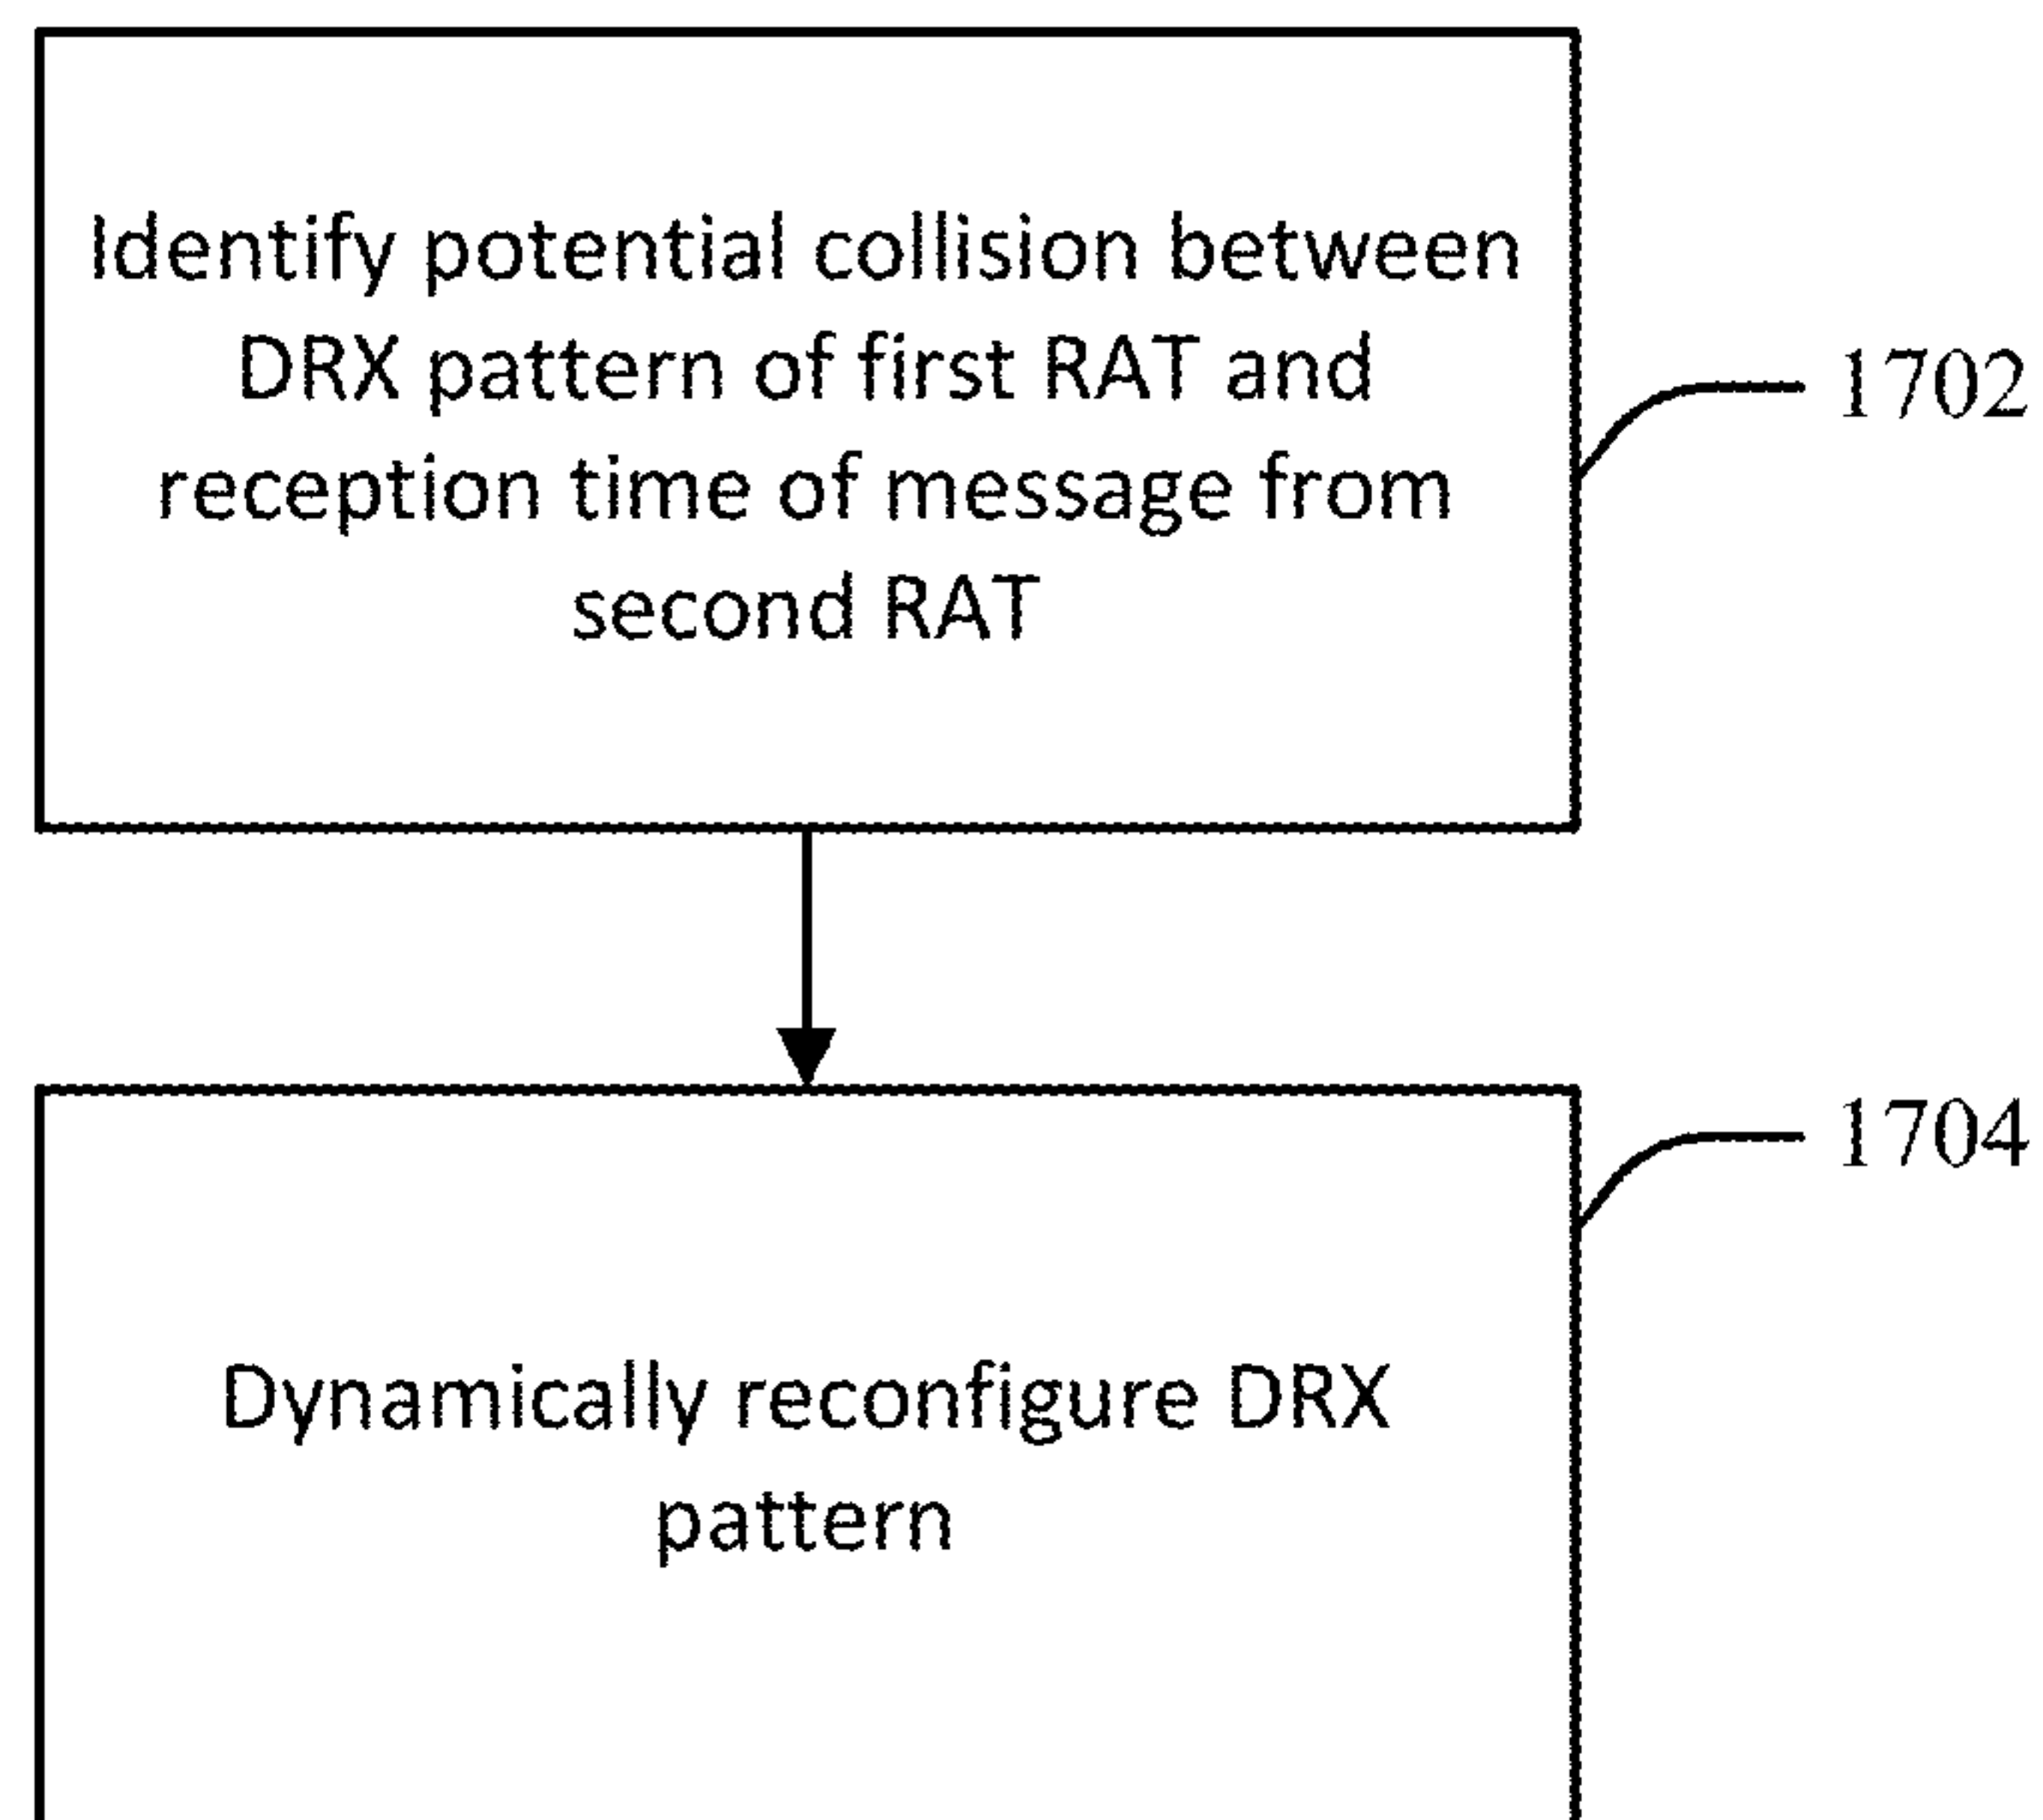 Identify potential collision between
DRX pattern of first RAT and
reception time of message from
second RAT
1702
1704
Dynamically reconfigure DRX
pattern